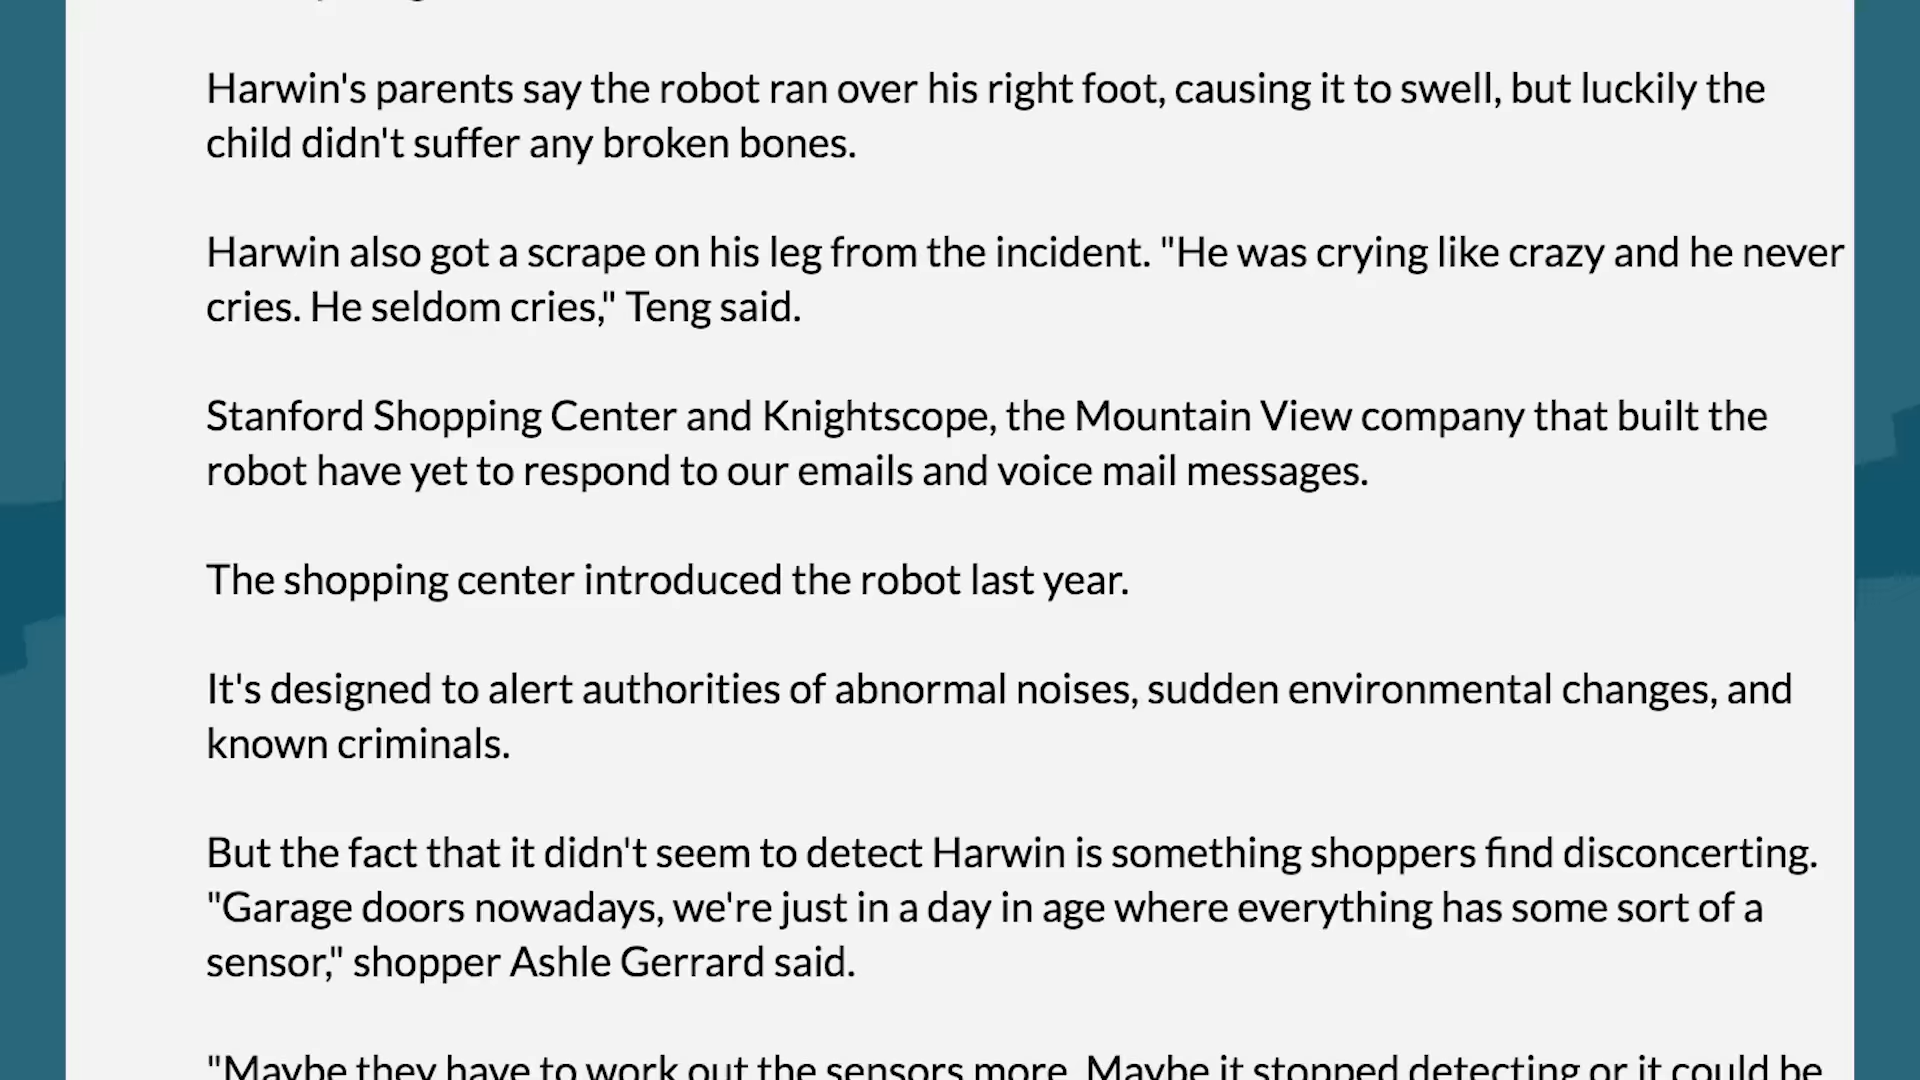 Harwin's parents say the robot ran over his right foot, causing it to swell, but luckily the
child didn't suffer any broken bones.
Harwin also got a scrape on his leg from the incident. "He was crying like crazy and he never
cries. He seldom cries," Teng said.
Stanford Shopping Center and Knightscope, the Mountain View company that built the
robot have yet to respond to our emails and voice mail messages.
The shopping center introduced the robot last year.
It's designed to alert authorities of abnormal noises, sudden environmental changes, and
known criminals.
But the fact that it didn't seem to detect Harwin is something shoppers find disconcerting.
"Garage doors nowadays, we're just in a day in age where everything has some sort of a
sensor," shopper Ashle Gerrard said.
"Maybe they have to work out the sensors more. Maybe it stopped detecting or it could be